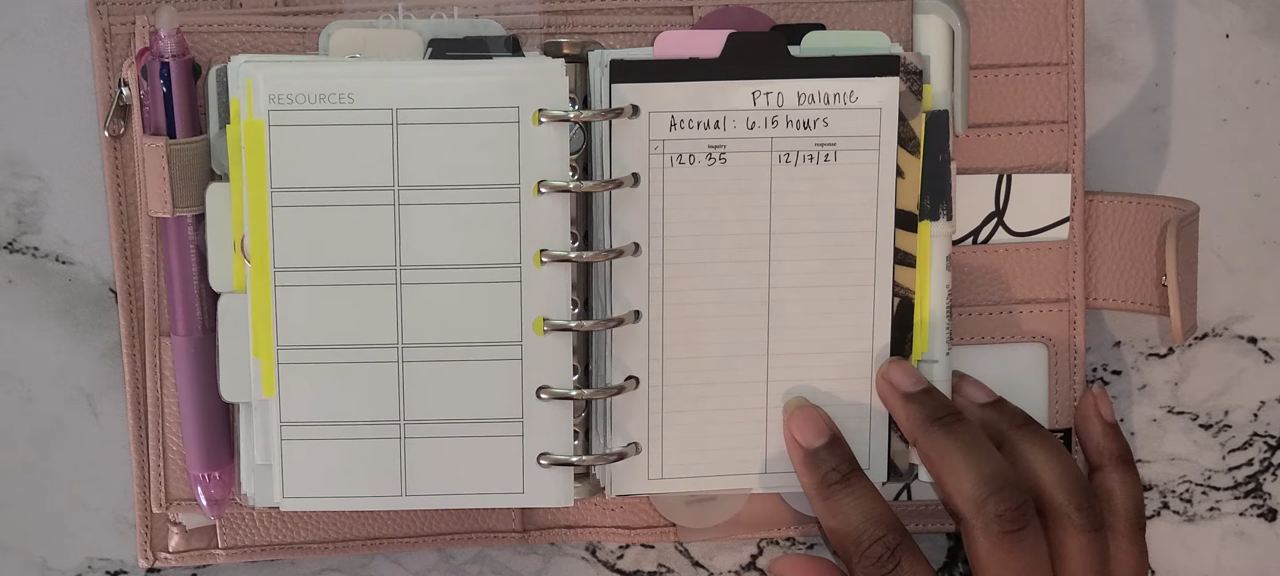 RESOURCES
PTO balance
Accrual: 6.15 hours
✓ inquiry response
120.35 12/17/21